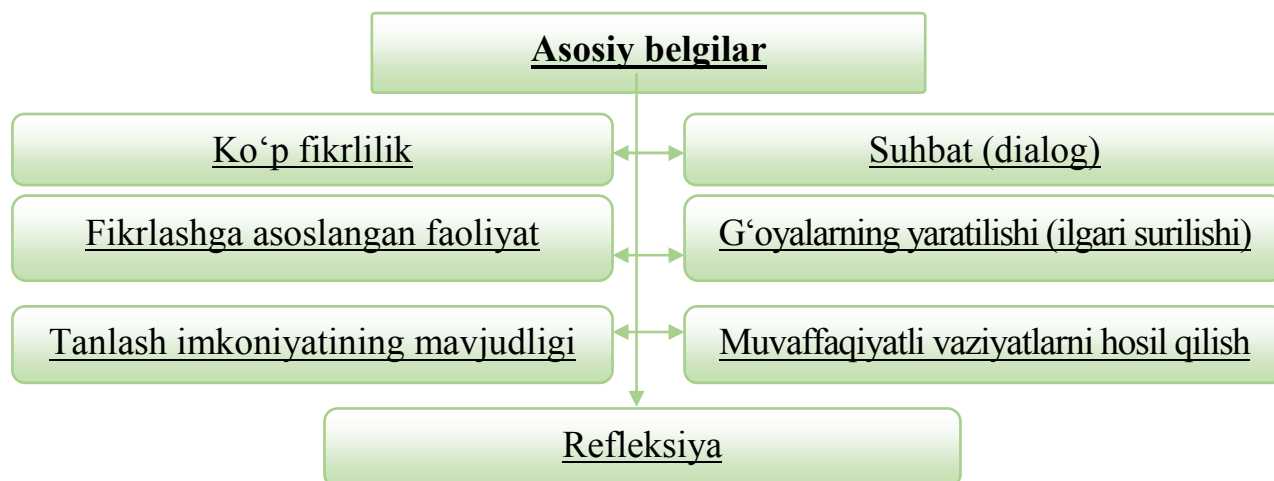 Asosiy belgilar
Ko‘p fikrlilik
Suhbat (dialog)
Fikrlashga asoslangan faoliyat
G‘oyalarning yaratilishi (ilgari surilishi)
Tanlash imkoniyatining mavjudligi
Muvaffaqiyatli vaziyatlarni hosil qilish
Refleksiya